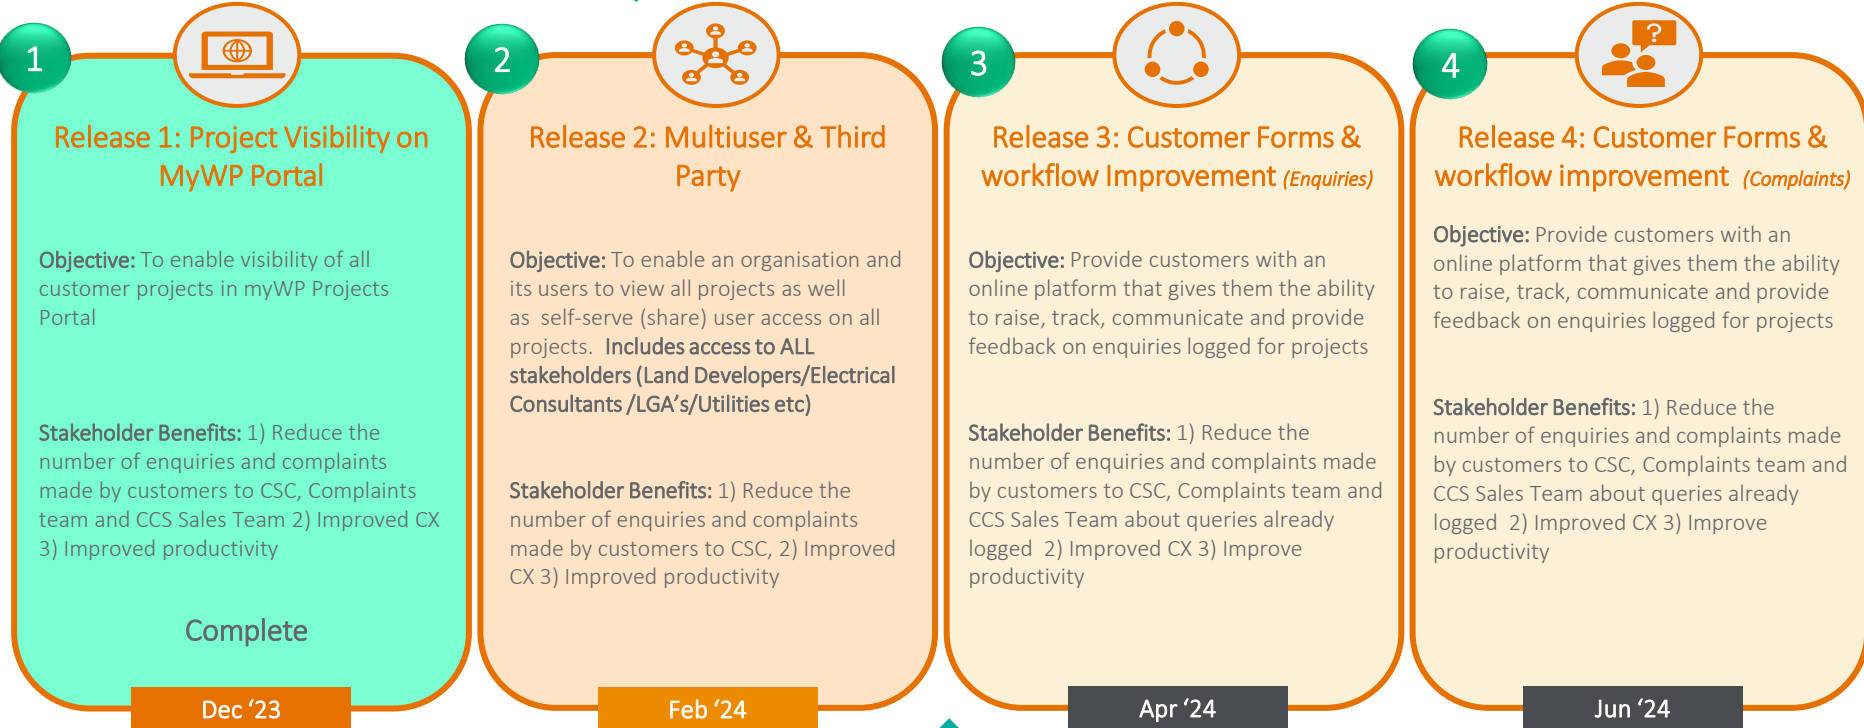 1
Release 1: Project Visibility on
MyWP Portal
Objective: To enable visibility of all
customer projects in myWP Projects
Portal
Stakeholder Benefits: 1) Reduce the
number of enquiries and complaints
made by customers to CSC, Complaints
team and CCS Sales Team 2) Improved CX
3) Improved productivity
Complete
Dec ‘23
2
Release 2: Multiuser & Third
Party
Objective: To enable an organisation and
its users to view all projects as well
as self-serve (share) user access on all
projects. Includes access to ALL
stakeholders (Land Developers/Electrical
Consultants /LGA’s/Utilities etc)
Stakeholder Benefits: 1) Reduce the
number of enquiries and complaints
made by customers to CSC, 2) Improved
CX 3) Improved productivity
Feb ‘24
3
Release 3: Customer Forms &
workflow Improvement (Enquiries)
Objective: Provide customers with an
online platform that gives them the ability
to raise, track, communicate and provide
feedback on enquiries logged for projects
Stakeholder Benefits: 1) Reduce the
number of enquiries and complaints made
by customers to CSC, Complaints team and
CCS Sales Team about queries already
logged 2) Improved CX 3) Improve
productivity
Apr ‘24
4
?
Release 4: Customer Forms &
workflow improvement (Complaints)
Objective: Provide customers with an
online platform that gives them the ability
to raise, track, communicate and provide
feedback on enquiries logged for projects
Stakeholder Benefits: 1) Reduce the
number of enquiries and complaints made
by customers to CSC, Complaints team and
CCS Sales Team about queries already
logged 2) Improved CX 3) Improve
productivity
Jun ‘24